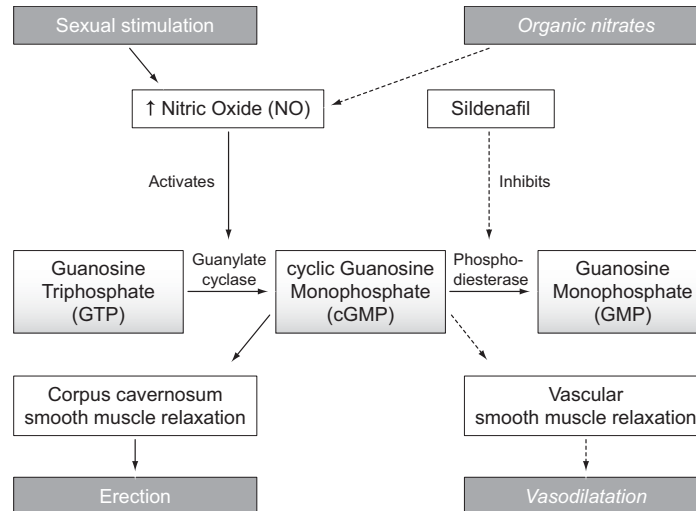 Sexual stimulation
Organic nitrates
↑ Nitric Oxide (NO)
Sildenafil
Activates
Inhibits
Guanosine
Triphosphate
(GTP)
Guanylate
cyclase
cyclic Guanosine
Monophosphate
(cGMP)
Phospho-
diesterase
Guanosine
Monophosphate
(GMP)
Corpus cavernosum
smooth muscle relaxation
Vascular
smooth muscle relaxation
Erection
Vasodilatation